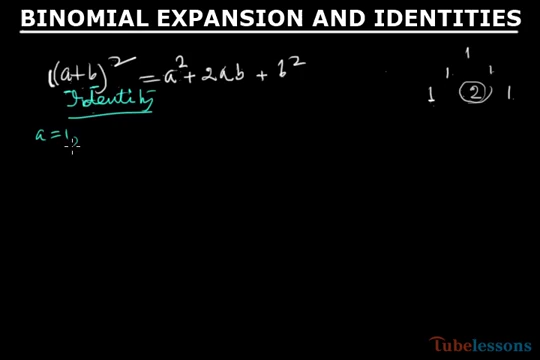 BINOMIAL EXPANSION AND IDENTITIES
(a+b)² = a² + 2ab + b²
Identity
a = 1,
1
1 1
1 2 1
Tubelessons